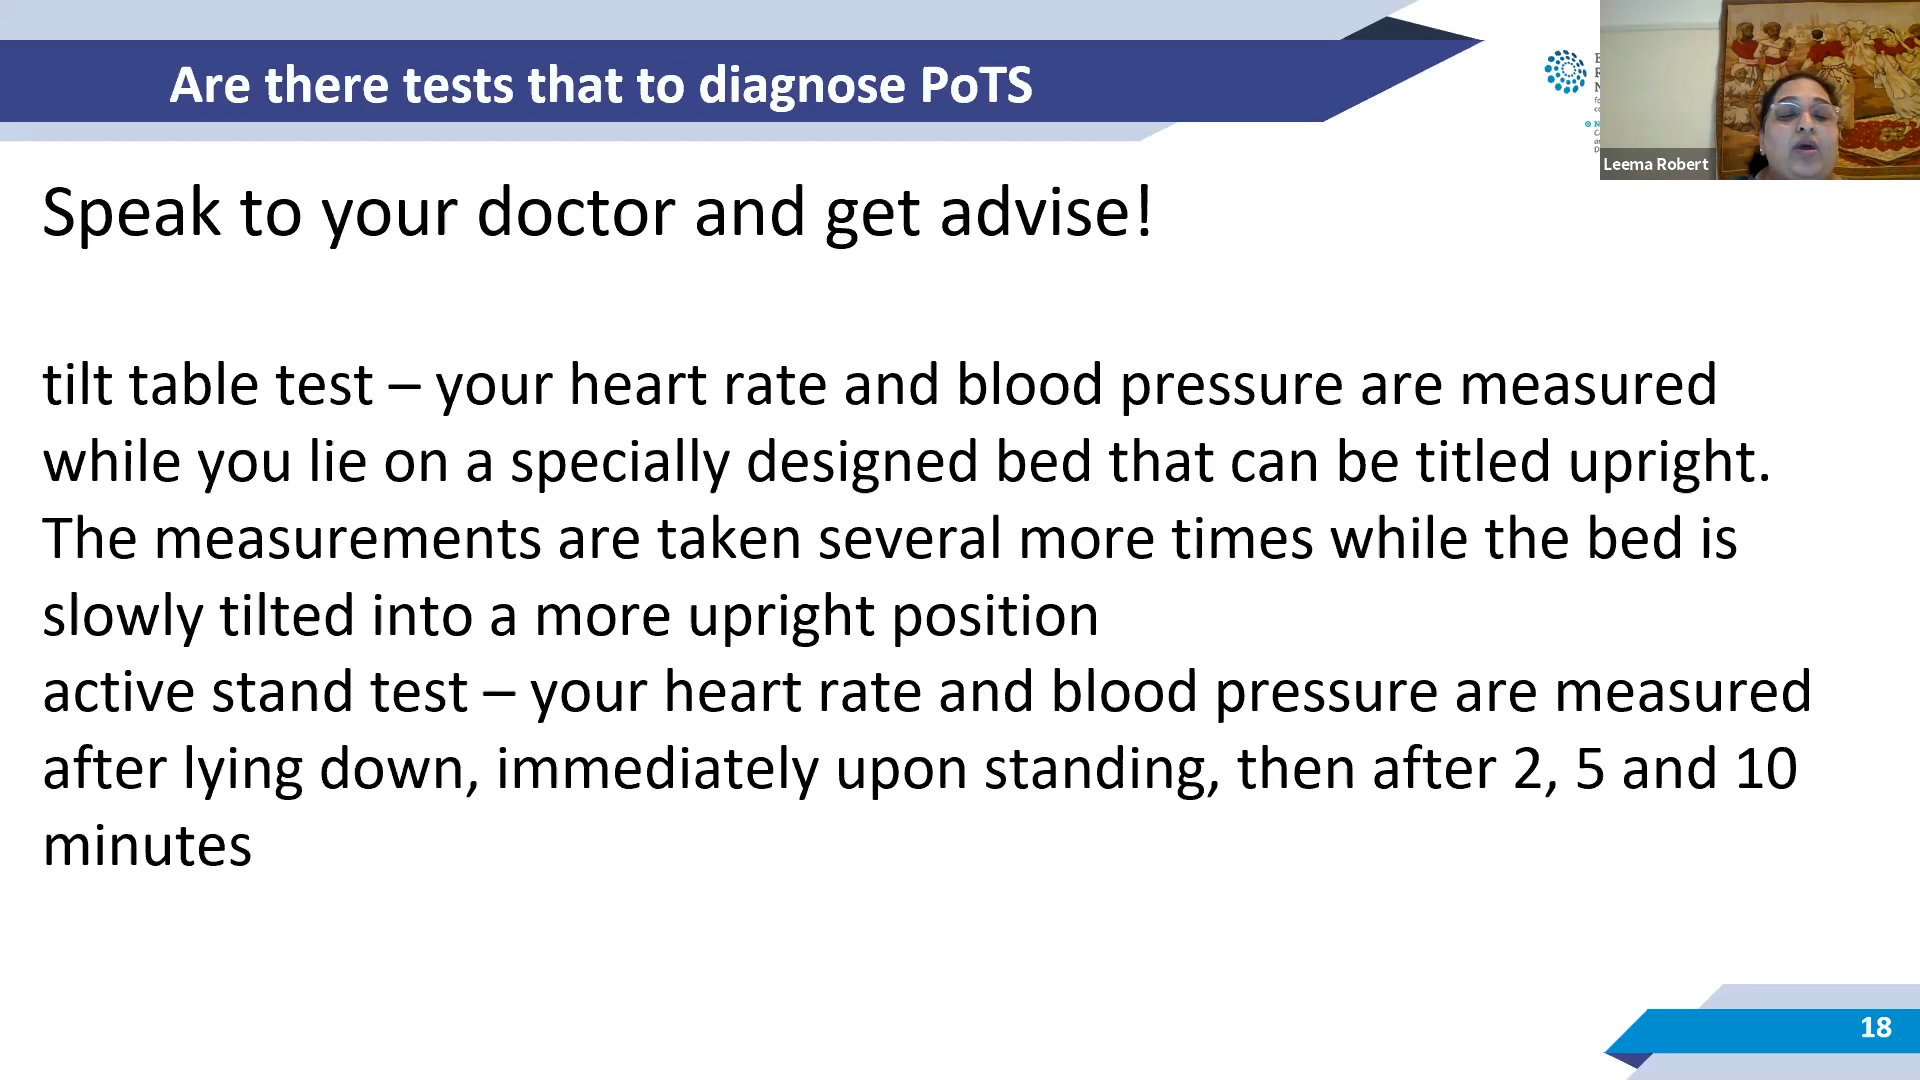 Are there tests that to diagnose PoTS
Leema Robert
Speak to your doctor and get advise!
tilt table test – your heart rate and blood pressure are measured
while you lie on a specially designed bed that can be titled upright.
The measurements are taken several more times while the bed is
slowly tilted into a more upright position
active stand test – your heart rate and blood pressure are measured
after lying down, immediately upon standing, then after 2, 5 and 10
minutes
18